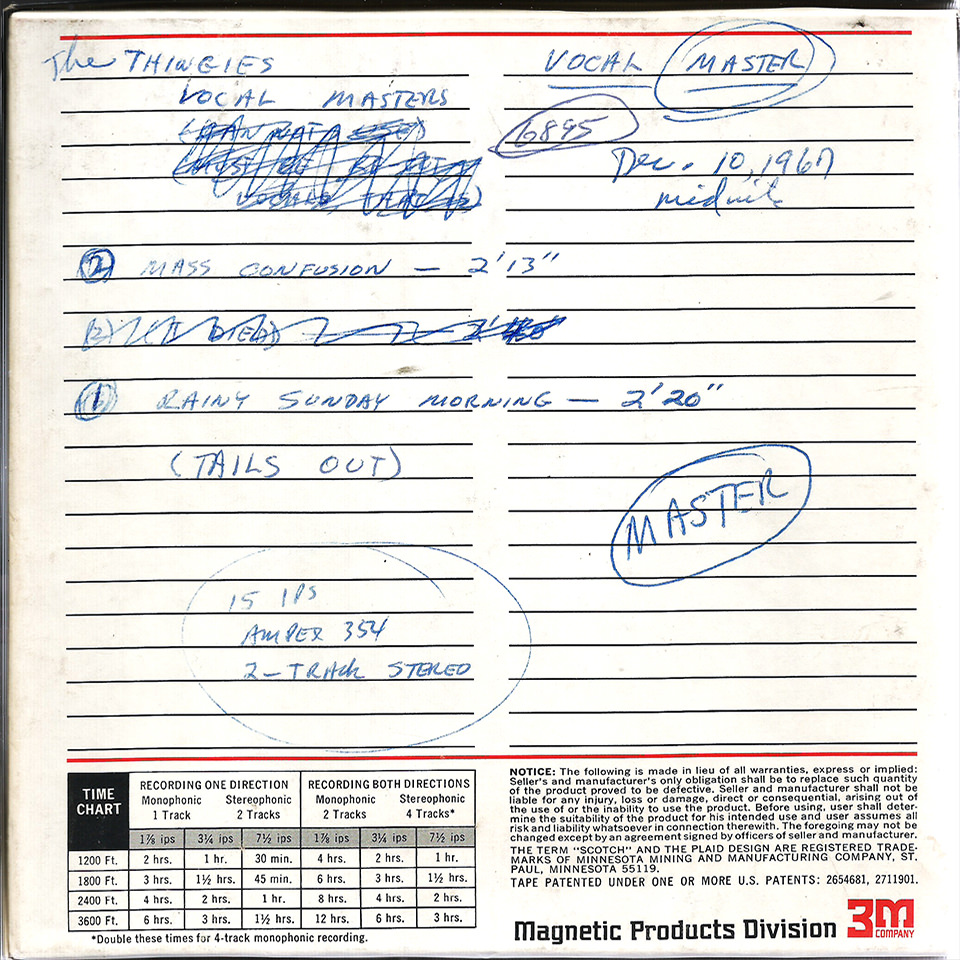 The THINGIES
VOCAL MASTERS
VOCAL MASTER
6895
Dec. 10, 1967
midnite
② MASS CONFUSION — 2'13"
① RAINY SUNDAY MORNING — 2'20"
(TAILS OUT)
MASTER
15 IPS
AMPEX 354
2-TRACK STEREO
TIME CHART
RECORDING ONE DIRECTION RECORDING BOTH DIRECTIONS
Monophonic Stereophonic Monophonic Stereophonic
1 Track 2 Tracks 2 Tracks 4 Tracks*
1⅞ ips 3¼ ips 7½ ips 1⅞ ips 3¼ ips 7½ ips
1200 Ft. 2 hrs. 1 hr. 30 min. 4 hrs. 2 hrs. 1 hr.
1800 Ft. 3 hrs. 1½ hrs. 45 min. 6 hrs. 3 hrs. 1½ hrs.
2400 Ft. 4 hrs. 2 hrs. 1 hr. 8 hrs. 4 hrs. 2 hrs.
3600 Ft. 6 hrs. 3 hrs. 1½ hrs. 12 hrs. 6 hrs. 3 hrs.
*Double these times for 4-track monophonic recording.
NOTICE: The following is made in lieu of all warranties, express or implied:
Seller's and manufacturer's only obligation shall be to replace such quantity
of the product proved to be defective. Seller and manufacturer shall not be
liable for any injury, loss or damage, direct or consequential, arising out of
the use of or the inability to use the product. Before using, user shall deter-
mine the suitability of the product for his intended use and user assumes all
risk and liability whatsoever in connection therewith. The foregoing may not be
changed except by an agreement signed by officers of seller and manufacturer.
THE TERM "SCOTCH" AND THE PLAID DESIGN ARE REGISTERED TRADE-
MARKS OF MINNESOTA MINING AND MANUFACTURING COMPANY, ST.
PAUL, MINNESOTA 55119.
TAPE PATENTED UNDER ONE OR MORE U.S. PATENTS: 2654681, 2711901.
Magnetic Products Division 3M COMPANY